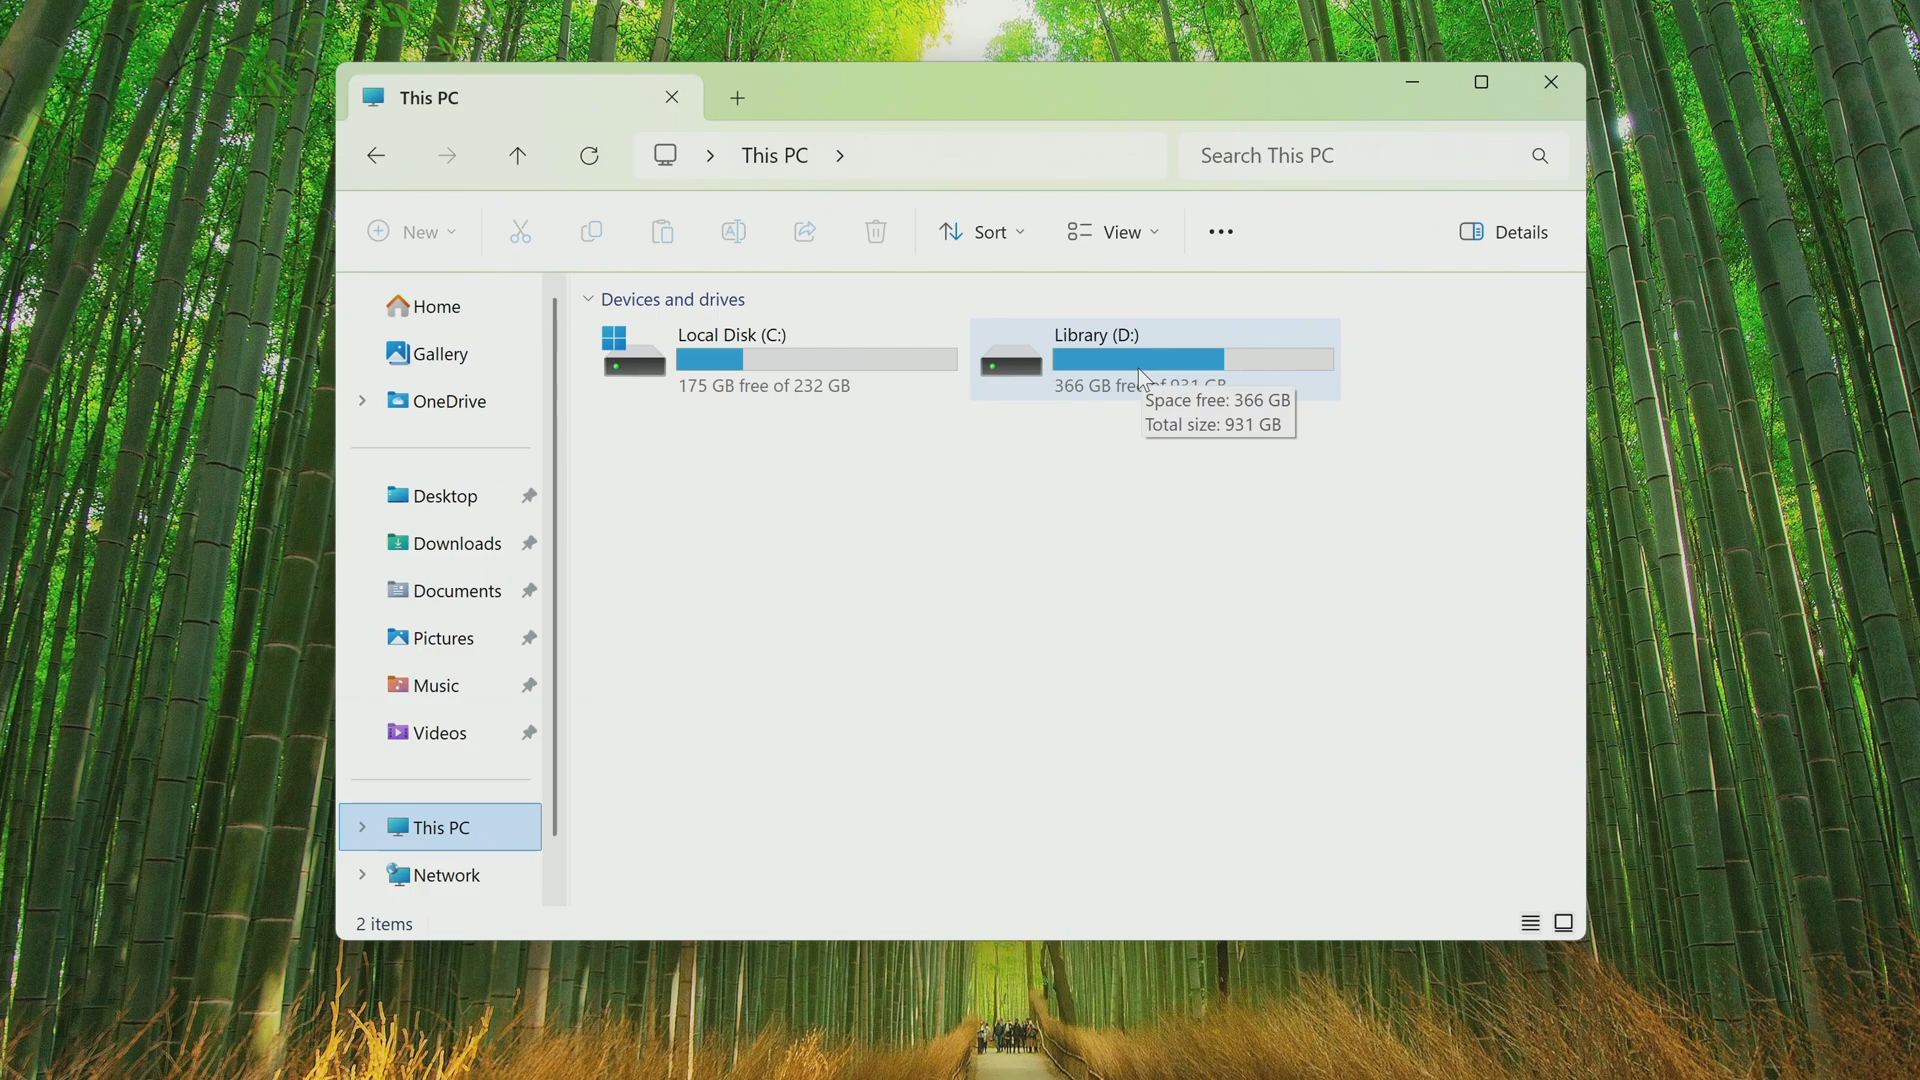 This PC
This PC
Search This PC
New
Sort
View
Details
Home
Gallery
OneDrive
Desktop
Downloads
Documents
Pictures
Music
Videos
This PC
Network
Devices and drives
Local Disk (C:)
175 GB free of 232 GB
Library (D:)
366 GB free of 931 GB
Space free: 366 GB
Total size: 931 GB
2 items